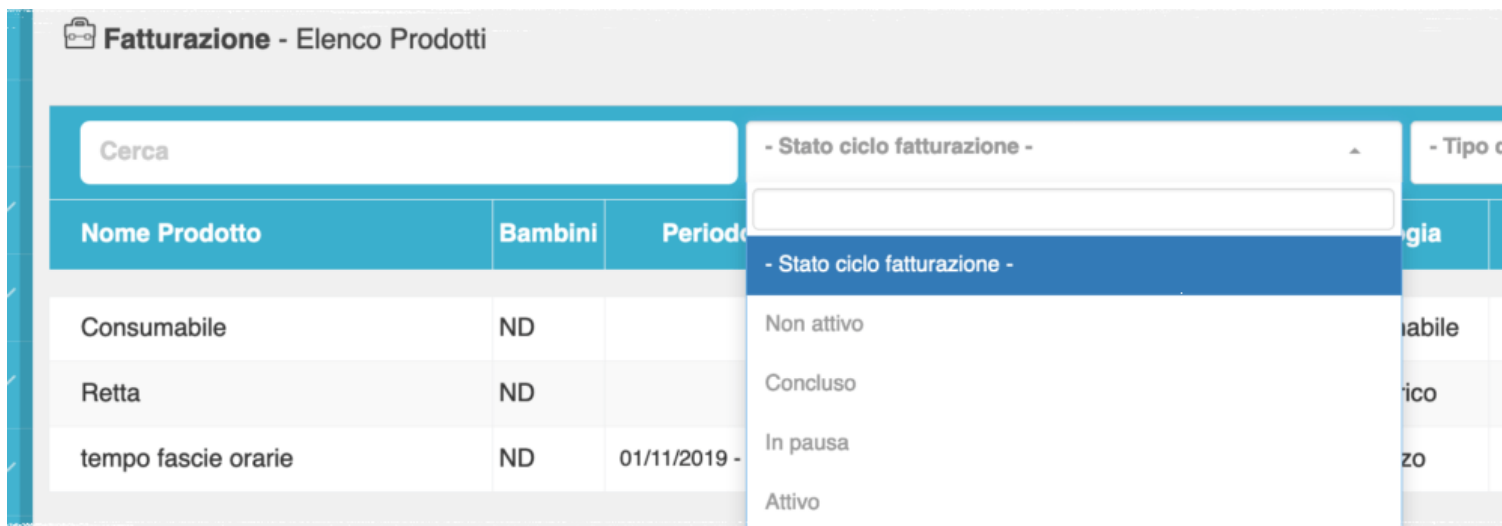 Fatturazione - Elenco Prodotti
Cerca
- Stato ciclo fatturazione -
- Tipo
Nome Prodotto
Bambini
- Stato ciclo fatturazione -
Non attivo
Consumabile
ND
Concluso
Retta
ND
In pausa
tempo fascie orarie
ND
01/11/2019 -
Attivo